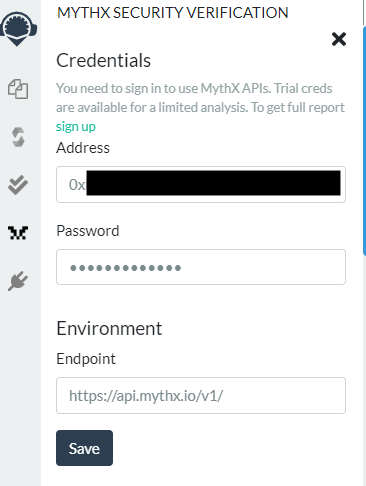 MYTHX SECURITY VERIFICATION
Credentials
You need to sign in to use MythX APIs. Trial creds
are available for a limited analysis. To get full report
sign up
Address
0x
Password
•••••••••••••
Environment
Endpoint
https://api.mythx.io/v1/
Save